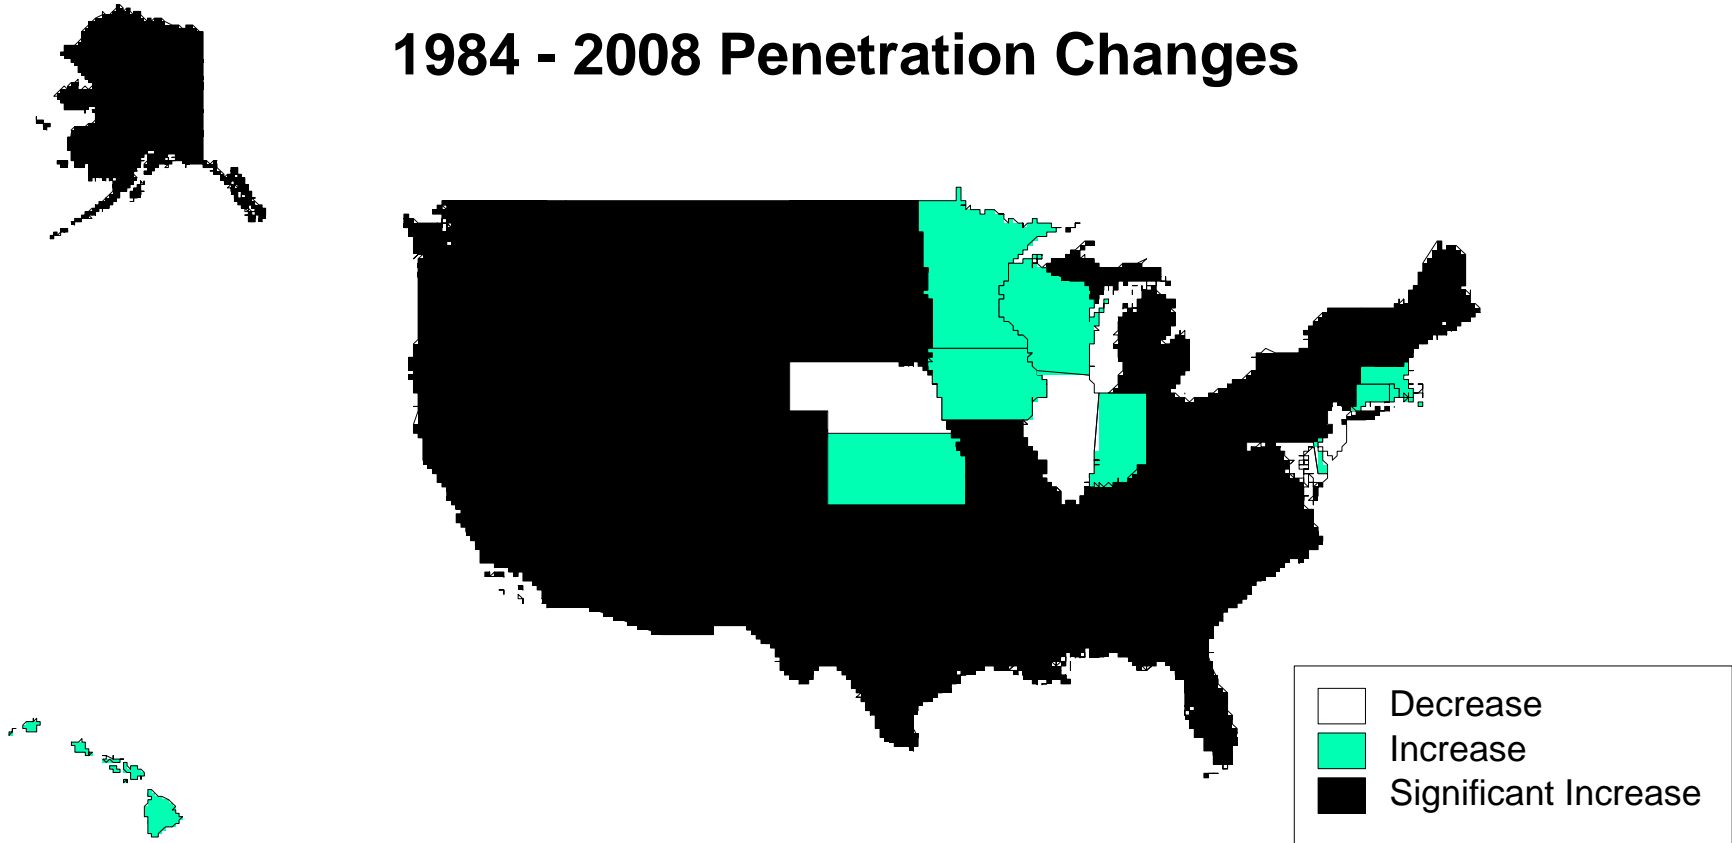 1984 - 2008 Penetration Changes
Decrease
Increase
Significant Increase